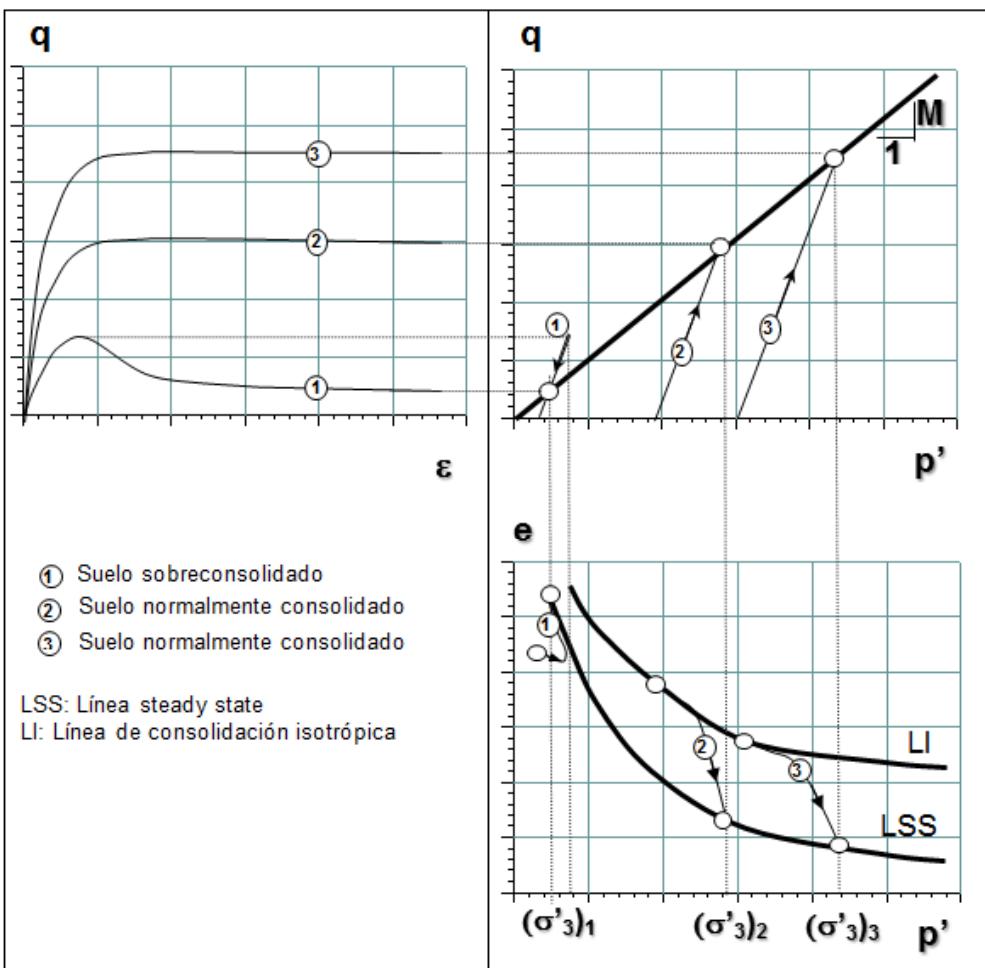 q
3
2
1
ε
q
M
1
1
2
3
p'
① Suelo sobreconsolidado
② Suelo normalmente consolidado
③ Suelo normalmente consolidado
LSS: Línea steady state
LI: Línea de consolidación isotrópica
e
1
2
3
LI
LSS
(σ'3)1 (σ'3)2 (σ'3)3 p'